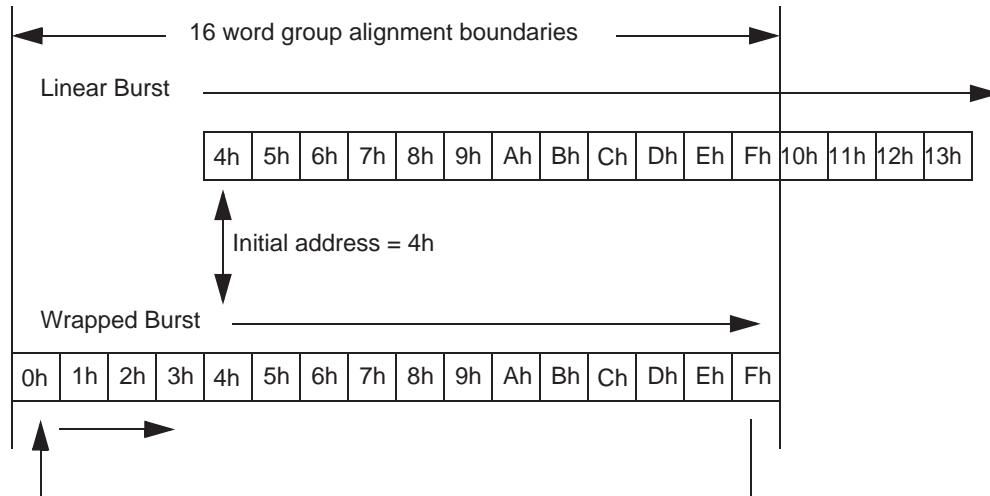 16 word group alignment boundaries
Linear Burst
4h 5h 6h 7h 8h 9h Ah Bh Ch Dh Eh Fh 10h 11h 12h 13h
Initial address = 4h
Wrapped Burst
0h 1h 2h 3h 4h 5h 6h 7h 8h 9h Ah Bh Ch Dh Eh Fh